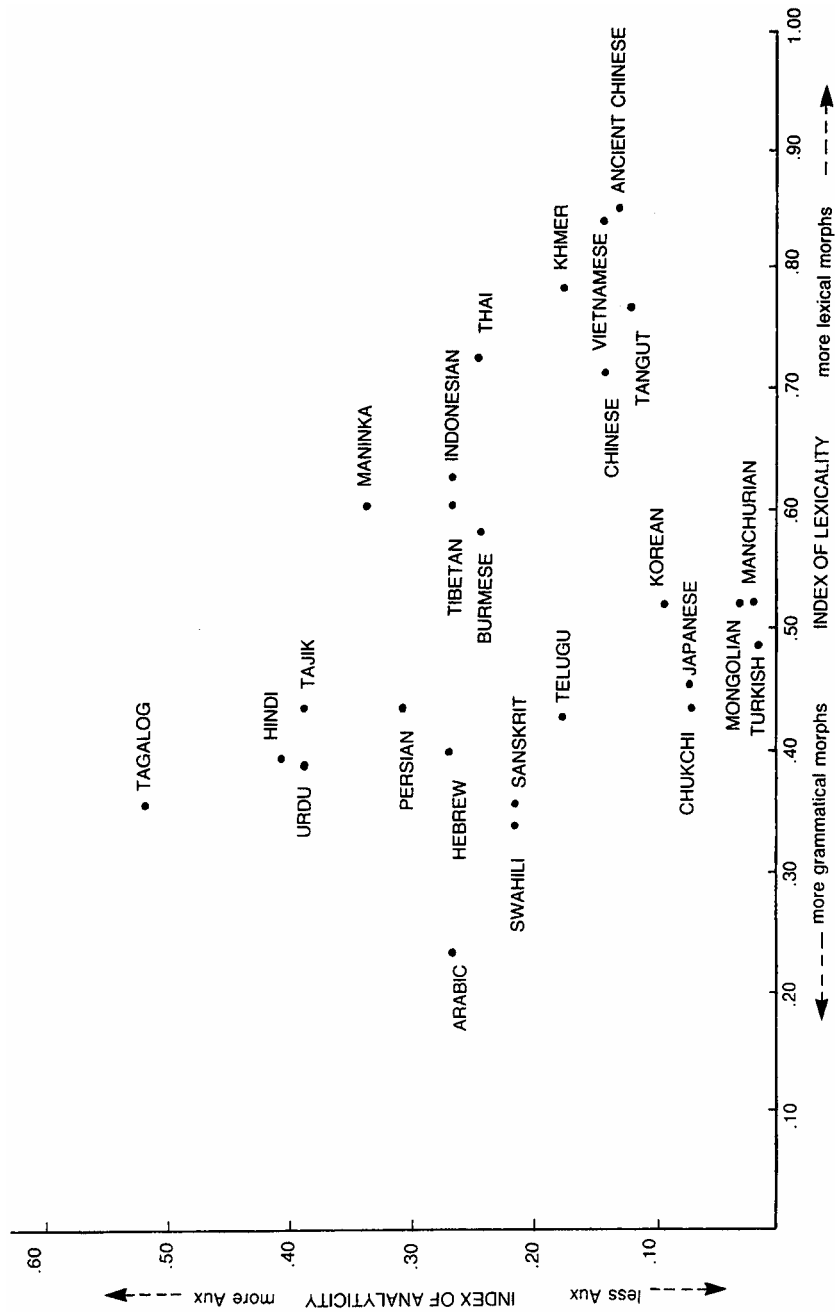 .60
.50
.40
.30
.20
.10
INDEX OF ANALYTICITY
more Aux
less Aux
TAGALOG
HINDI
URDU
TAJIK
MANINKA
PERSIAN
HEBREW
ARABIC
TIBETAN
INDONESIAN
BURMESE
THAI
SWAHILI
SANSKRIT
TELUGU
KHMER
CHINESE
VIETNAMESE
ANCIENT CHINESE
TANGUT
KOREAN
CHUKCHI
JAPANESE
MONGOLIAN
MANCHURIAN
TURKISH
.10
.20
.30
.40
.50
.60
.70
.80
.90
1.00
more grammatical morphs
INDEX OF LEXICALITY
more lexical morphs